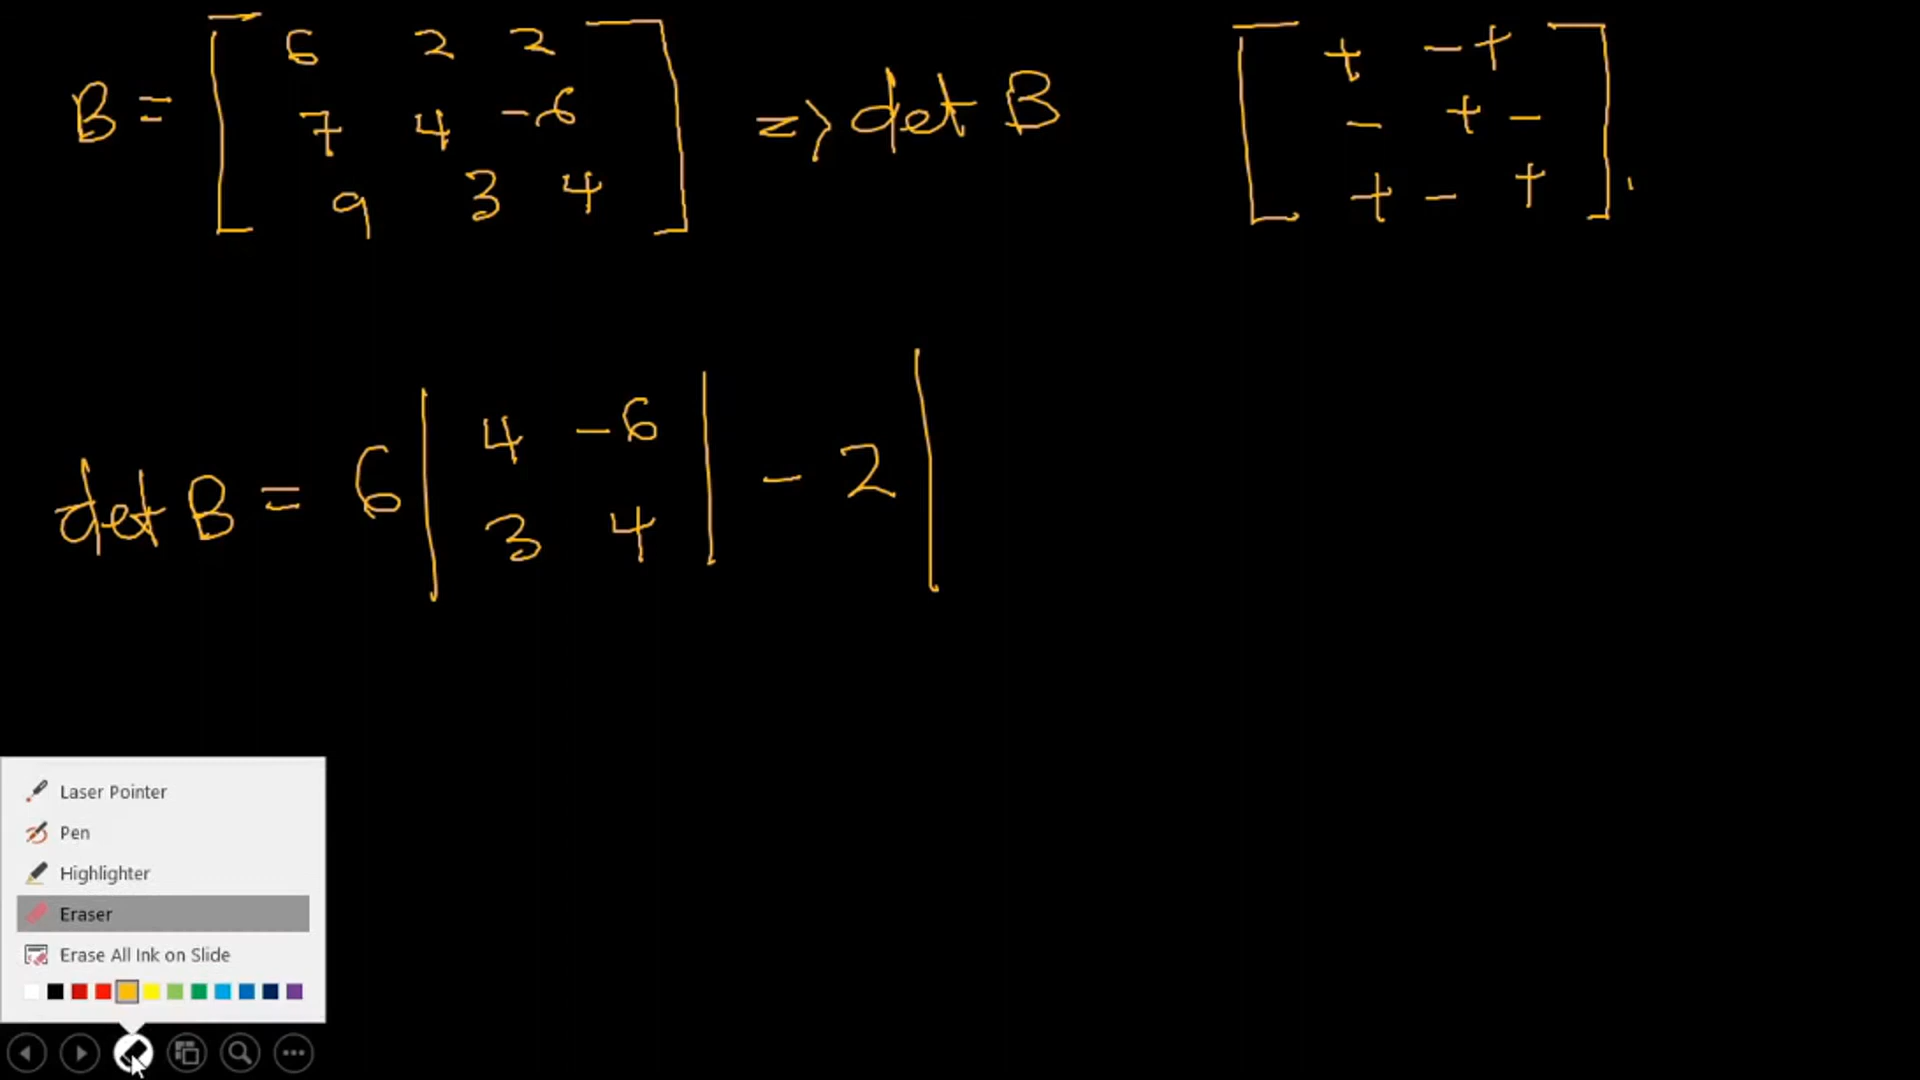 B = [ 6 2 2 ] + - +
7 4 -6 => det B - + -
9 3 4 + - + .
det B = 6 | 4 -6 | - 2 |
3 4
Laser Pointer
Pen
Highlighter
Eraser
Erase All Ink on Slide